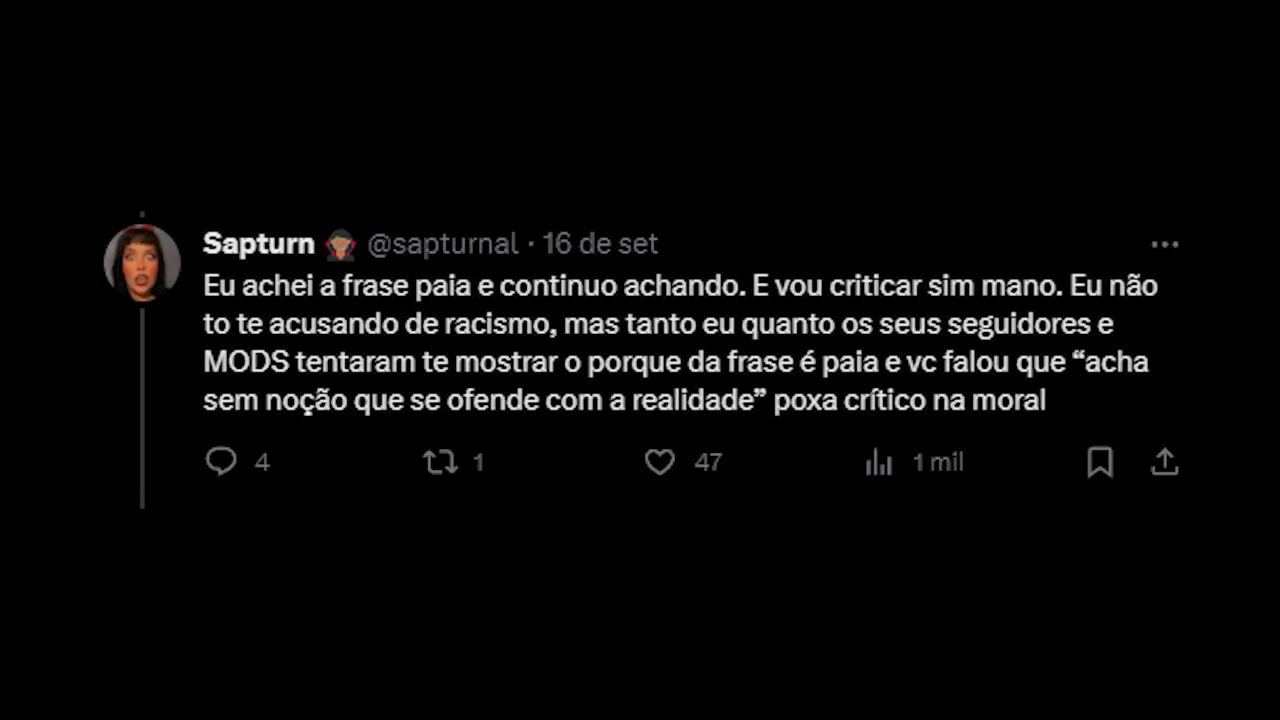 Sapturn @sapturnal · 16 de set
Eu achei a frase paia e continuo achando. E vou criticar sim mano. Eu não
to te acusando de racismo, mas tanto eu quanto os seus seguidores e
MODS tentaram te mostrar o porque da frase é paia e vc falou que “acha
sem noção que se ofende com a realidade” poxa crítico na moral
4 1 47 1 mil